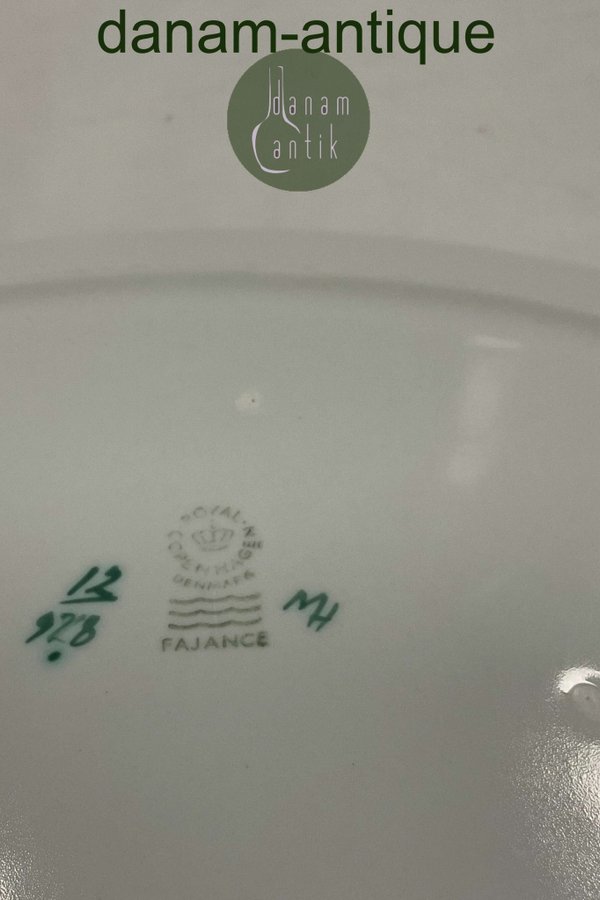 danam-antique
danam
antik
ROYAL
COPENHAGEN
DENMARK
FAJANCE
12
928
MH